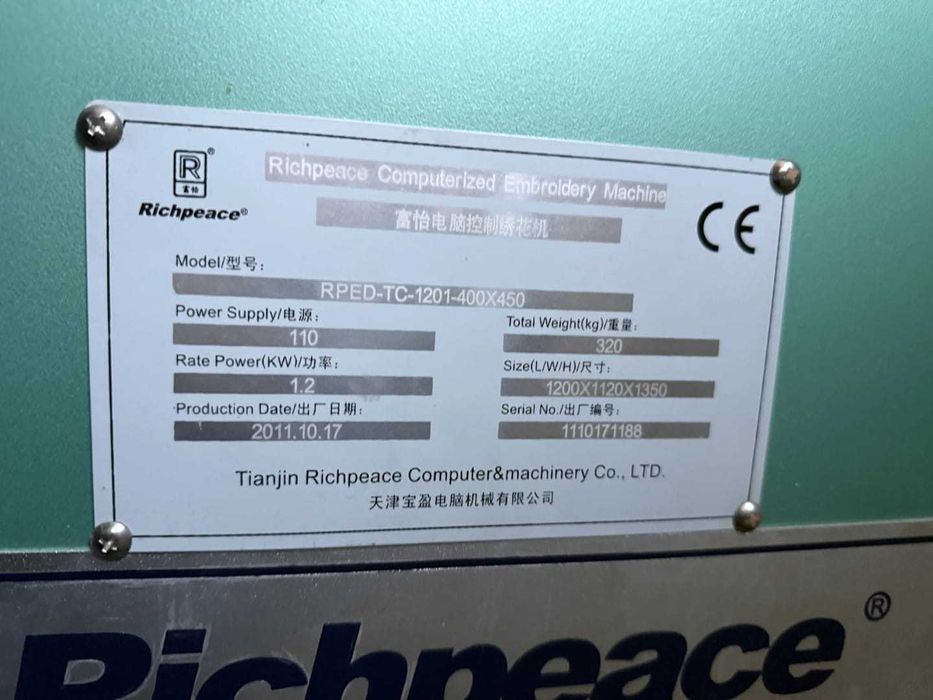 R®
富怡
Richpeace®
Richpeace Computerized Embroidery Machine
富怡电脑控制绣花机
CE
Model/型号:
RPED-TC-1201-400X450
Power Supply/电源:
110
Total Weight(kg)/重量:
320
Rate Power(KW)/功率:
1.2
Size(L/W/H)/尺寸:
1200X1120X1350
Production Date/出厂日期:
2011.10.17
Serial No./出厂编号:
1110171188
Tianjin Richpeace Computer&machinery Co., LTD.
天津宝盈电脑机械有限公司
Richpeace®